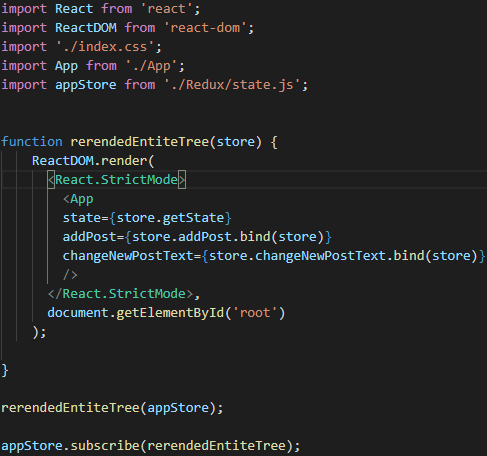 import React from 'react';
import ReactDOM from 'react-dom';
import './index.css';
import App from './App';
import appStore from './Redux/state.js';
function rerendedEntiteTree(store) {
ReactDOM.render(
<React.StrictMode>
<App
state={store.getState}
addPost={store.addPost.bind(store)}
changeNewPostText={store.changeNewPostText.bind(store)}
/>
</React.StrictMode>,
document.getElementById('root')
);
}
rerendedEntiteTree(appStore);
appStore.subscribe(rerendedEntiteTree);